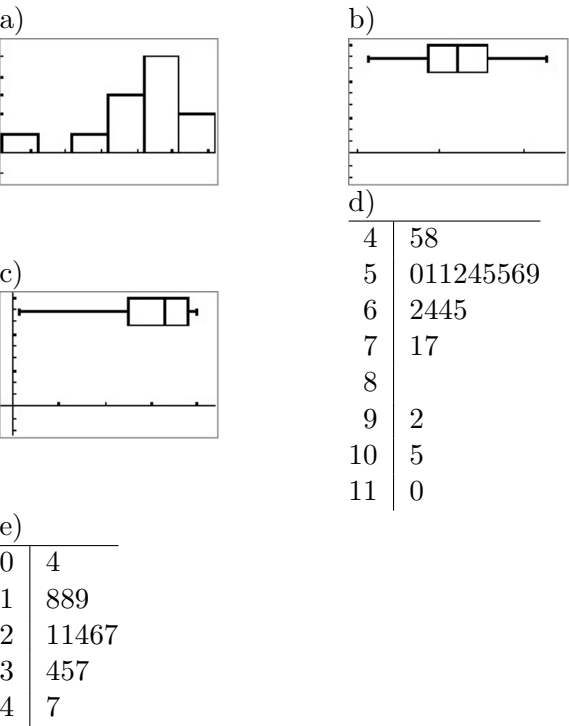 a)
b)
c)
d)
4 | 58
5 | 011245569
6 | 2445
7 | 17
8 |
9 | 2
10 | 5
11 | 0
e)
0 | 4
1 | 889
2 | 11467
3 | 457
4 | 7